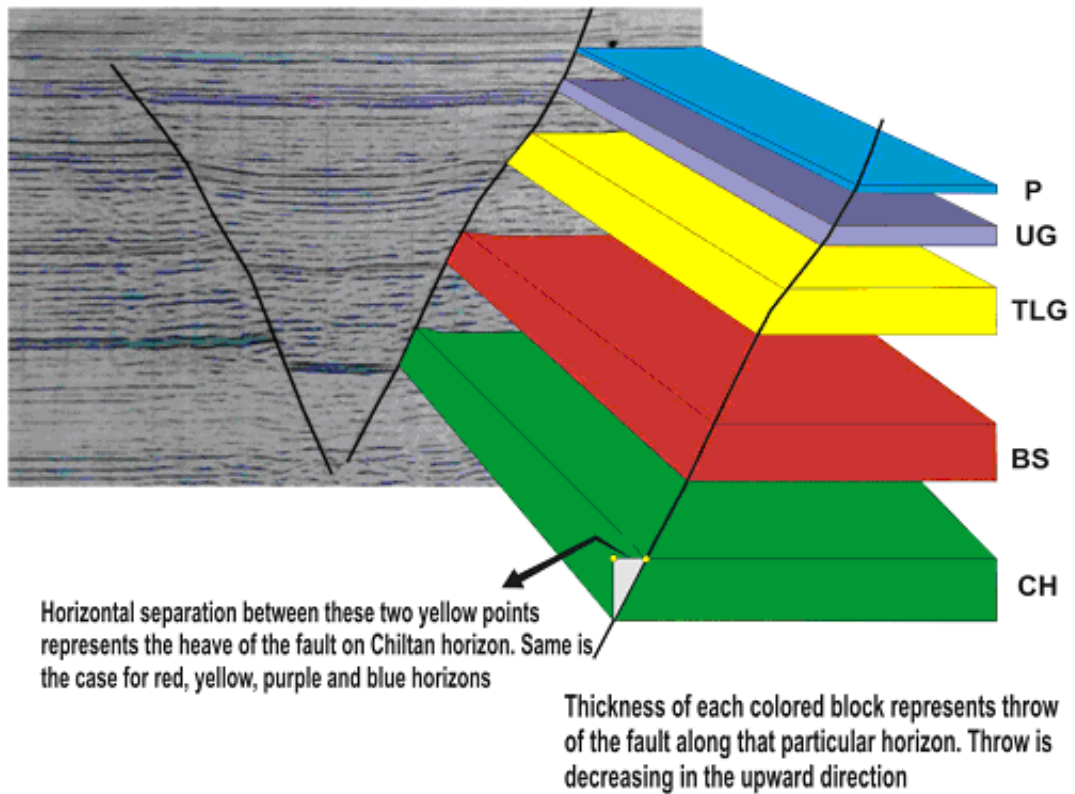 P
UG
TLG
BS
CH
Horizontal separation between these two yellow points
represents the heave of the fault on Chiltan horizon. Same is
the case for red, yellow, purple and blue horizons
Thickness of each colored block represents throw
of the fault along that particular horizon. Throw is
decreasing in the upward direction